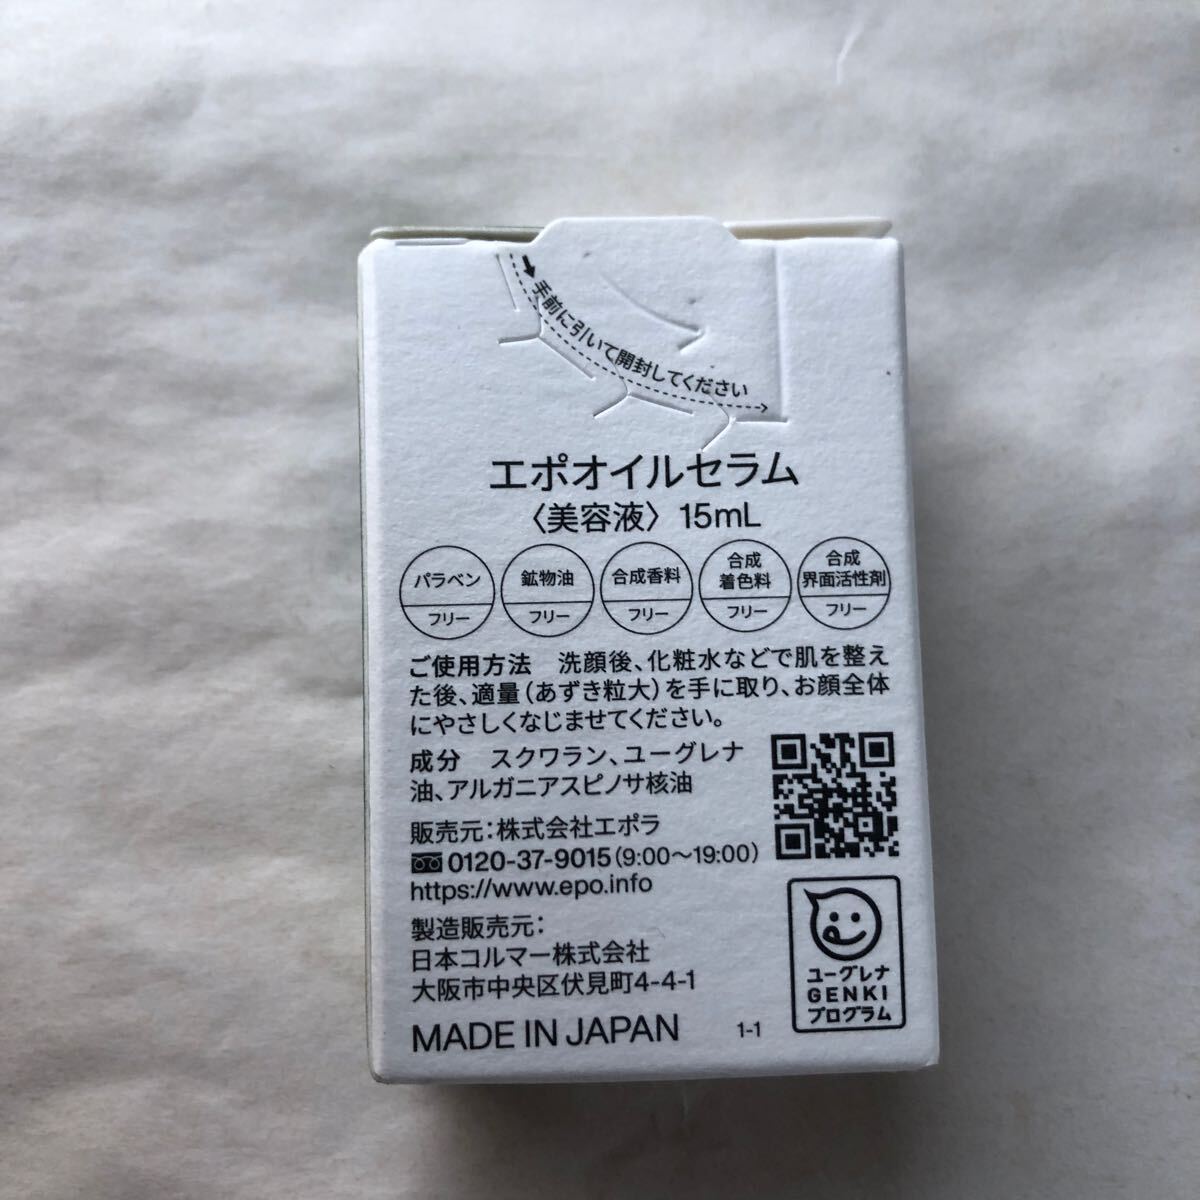 手前に引いて開封してください
エポオイルセラム
〈美容液〉 15mL
パラベン
フリー
鉱物油
フリー
合成香料
フリー
合成
着色料
フリー
合成
界面活性剤
フリー
ご使用方法 洗顔後、化粧水などで肌を整え
た後、適量(あずき粒大)を手に取り、お顔全体
にやさしくなじませてください。
成分 スクワラン、ユーグレナ
油、アルガニアスピノサ核油
販売元:株式会社エポラ
0120-37-9015(9:00〜19:00)
https://www.epo.info
製造販売元:
日本コルマー株式会社
大阪市中央区伏見町4-4-1
MADE IN JAPAN 1-1
ユーグレナ
GENKI
プログラム